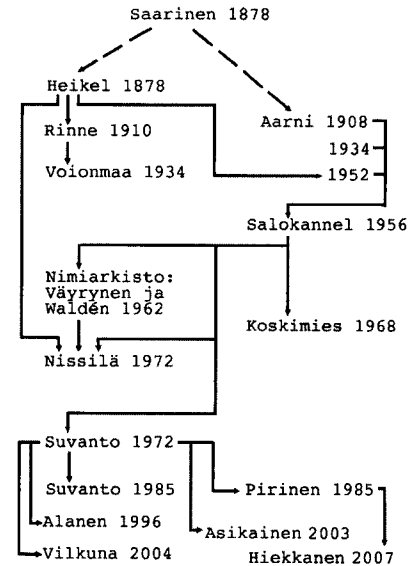 Saarinen 1878
Heikel 1878
Rinne 1910
Aarni 1908
1934
Voionmaa 1934
1952
Salokannel 1956
Nimiarkisto:
Väyrynen ja
Waldén 1962
Koskimies 1968
Nissilä 1972
Suvanto 1972
Suvanto 1985
Pirinen 1985
Alanen 1996
Asikainen 2003
Vilkuna 2004
Hiekkanen 2007